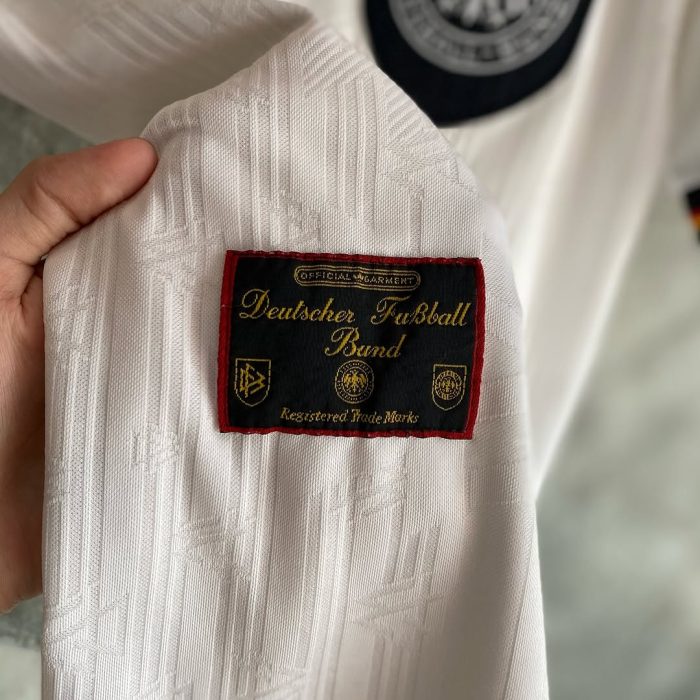 OFFICIAL GARMENT
Deutscher Fußball
Bund
Registered Trade Marks